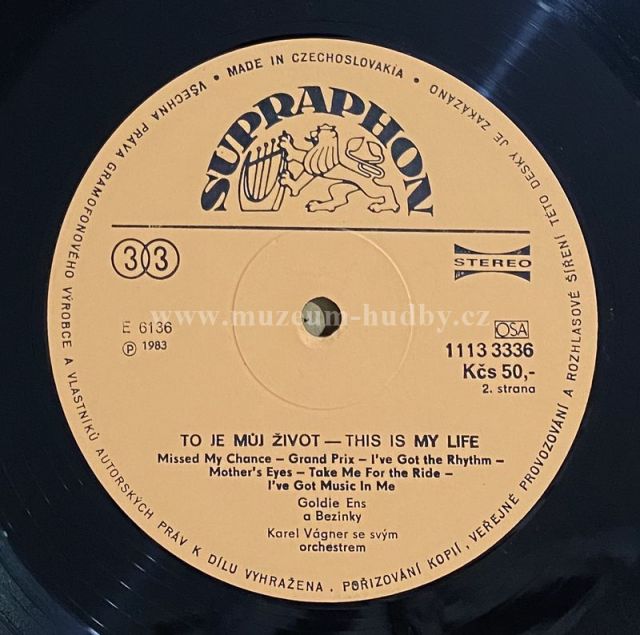 VŠECHNA PRÁVA GRAMOFONOVÉHO VÝROBCE A VLASTNÍKŮ AUTORSKÝCH PRÁV K DÍLU VYHRAŽENA. POŘIZOVÁNÍ KOPIÍ, VEŘEJNÉ PROVOZOVÁNÍ A ROZHLASOVÉ ŠÍŘENÍ TÉTO DESKY JE ZAKÁZÁNO • MADE IN CZECHOSLOVAKIA •
SUPRAPHON
33
STEREO
www.muzeum-hudby.cz
E 6136
OSA
Ⓟ 1983
1113 3336
Kčs 50,-
2. strana
TO JE MŮJ ŽIVOT — THIS IS MY LIFE
Missed My Chance – Grand Prix – I've Got the Rhythm –
Mother's Eyes – Take Me For the Ride –
I've Got Music In Me
Goldie Ens
a Bezinky
Karel Vágner se svým
orchestrem